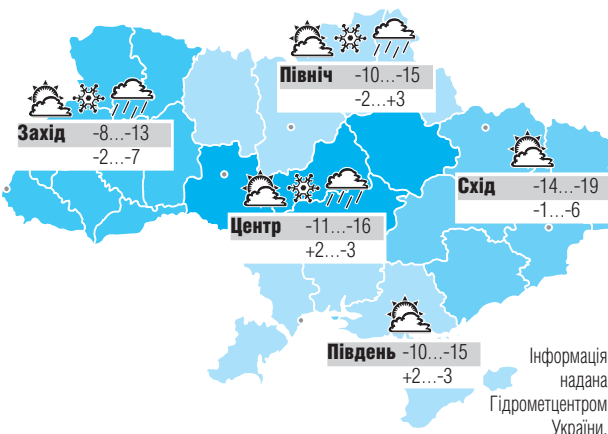 Північ -10...-15
-2...+3
Захід -8...-13
-2...-7
Схід -14...-19
-1...-6
Центр -11...-16
+2...-3
Південь -10...-15
+2...-3
Інформація
надана
Гідрометцентром
України.